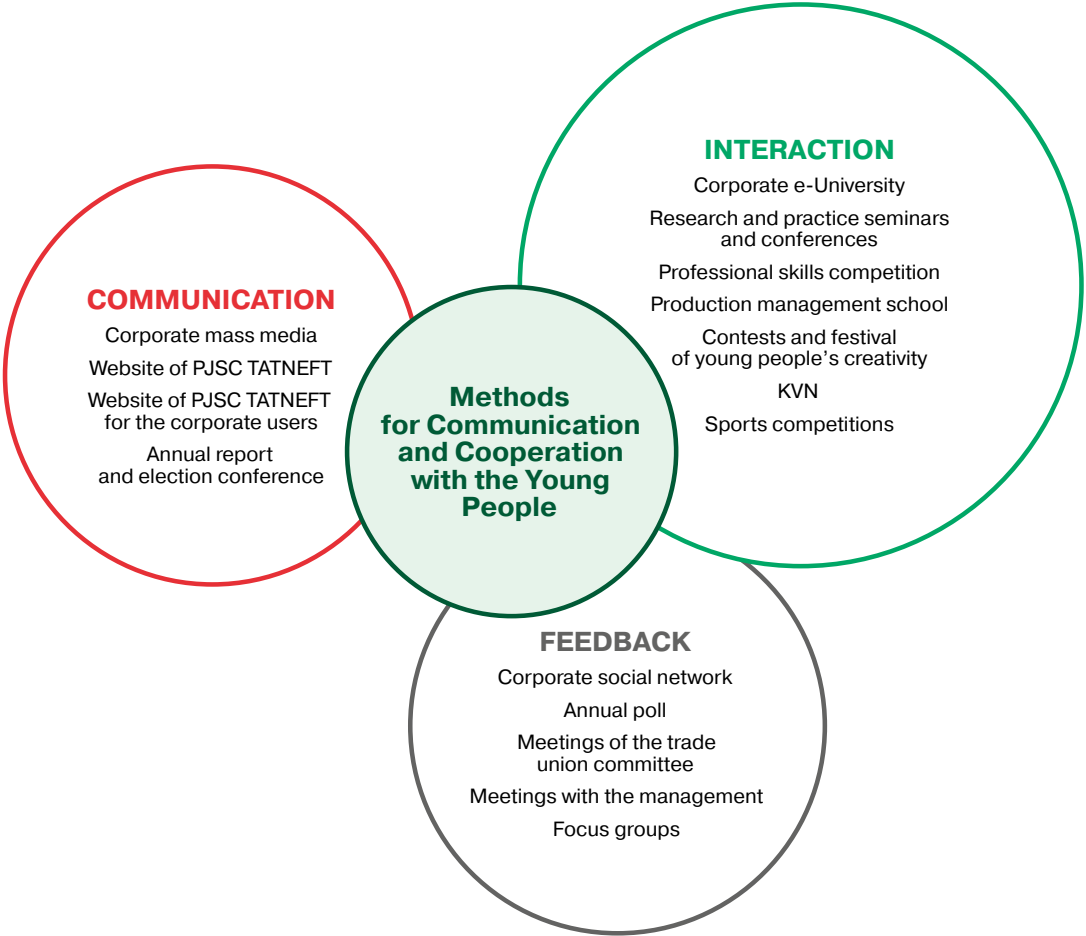 INTERACTION
Corporate e-University
Research and practice seminars
and conferences
Professional skills competition
Production management school
Contests and festival
of young people’s creativity
KVN
Sports competitions
COMMUNICATION
Corporate mass media
Website of PJSC TATNEFT
Website of PJSC TATNEFT
for the corporate users
Annual report
and election conference
Methods
for Communication
and Cooperation
with the Young
People
FEEDBACK
Corporate social network
Annual poll
Meetings of the trade
union committee
Meetings with the management
Focus groups